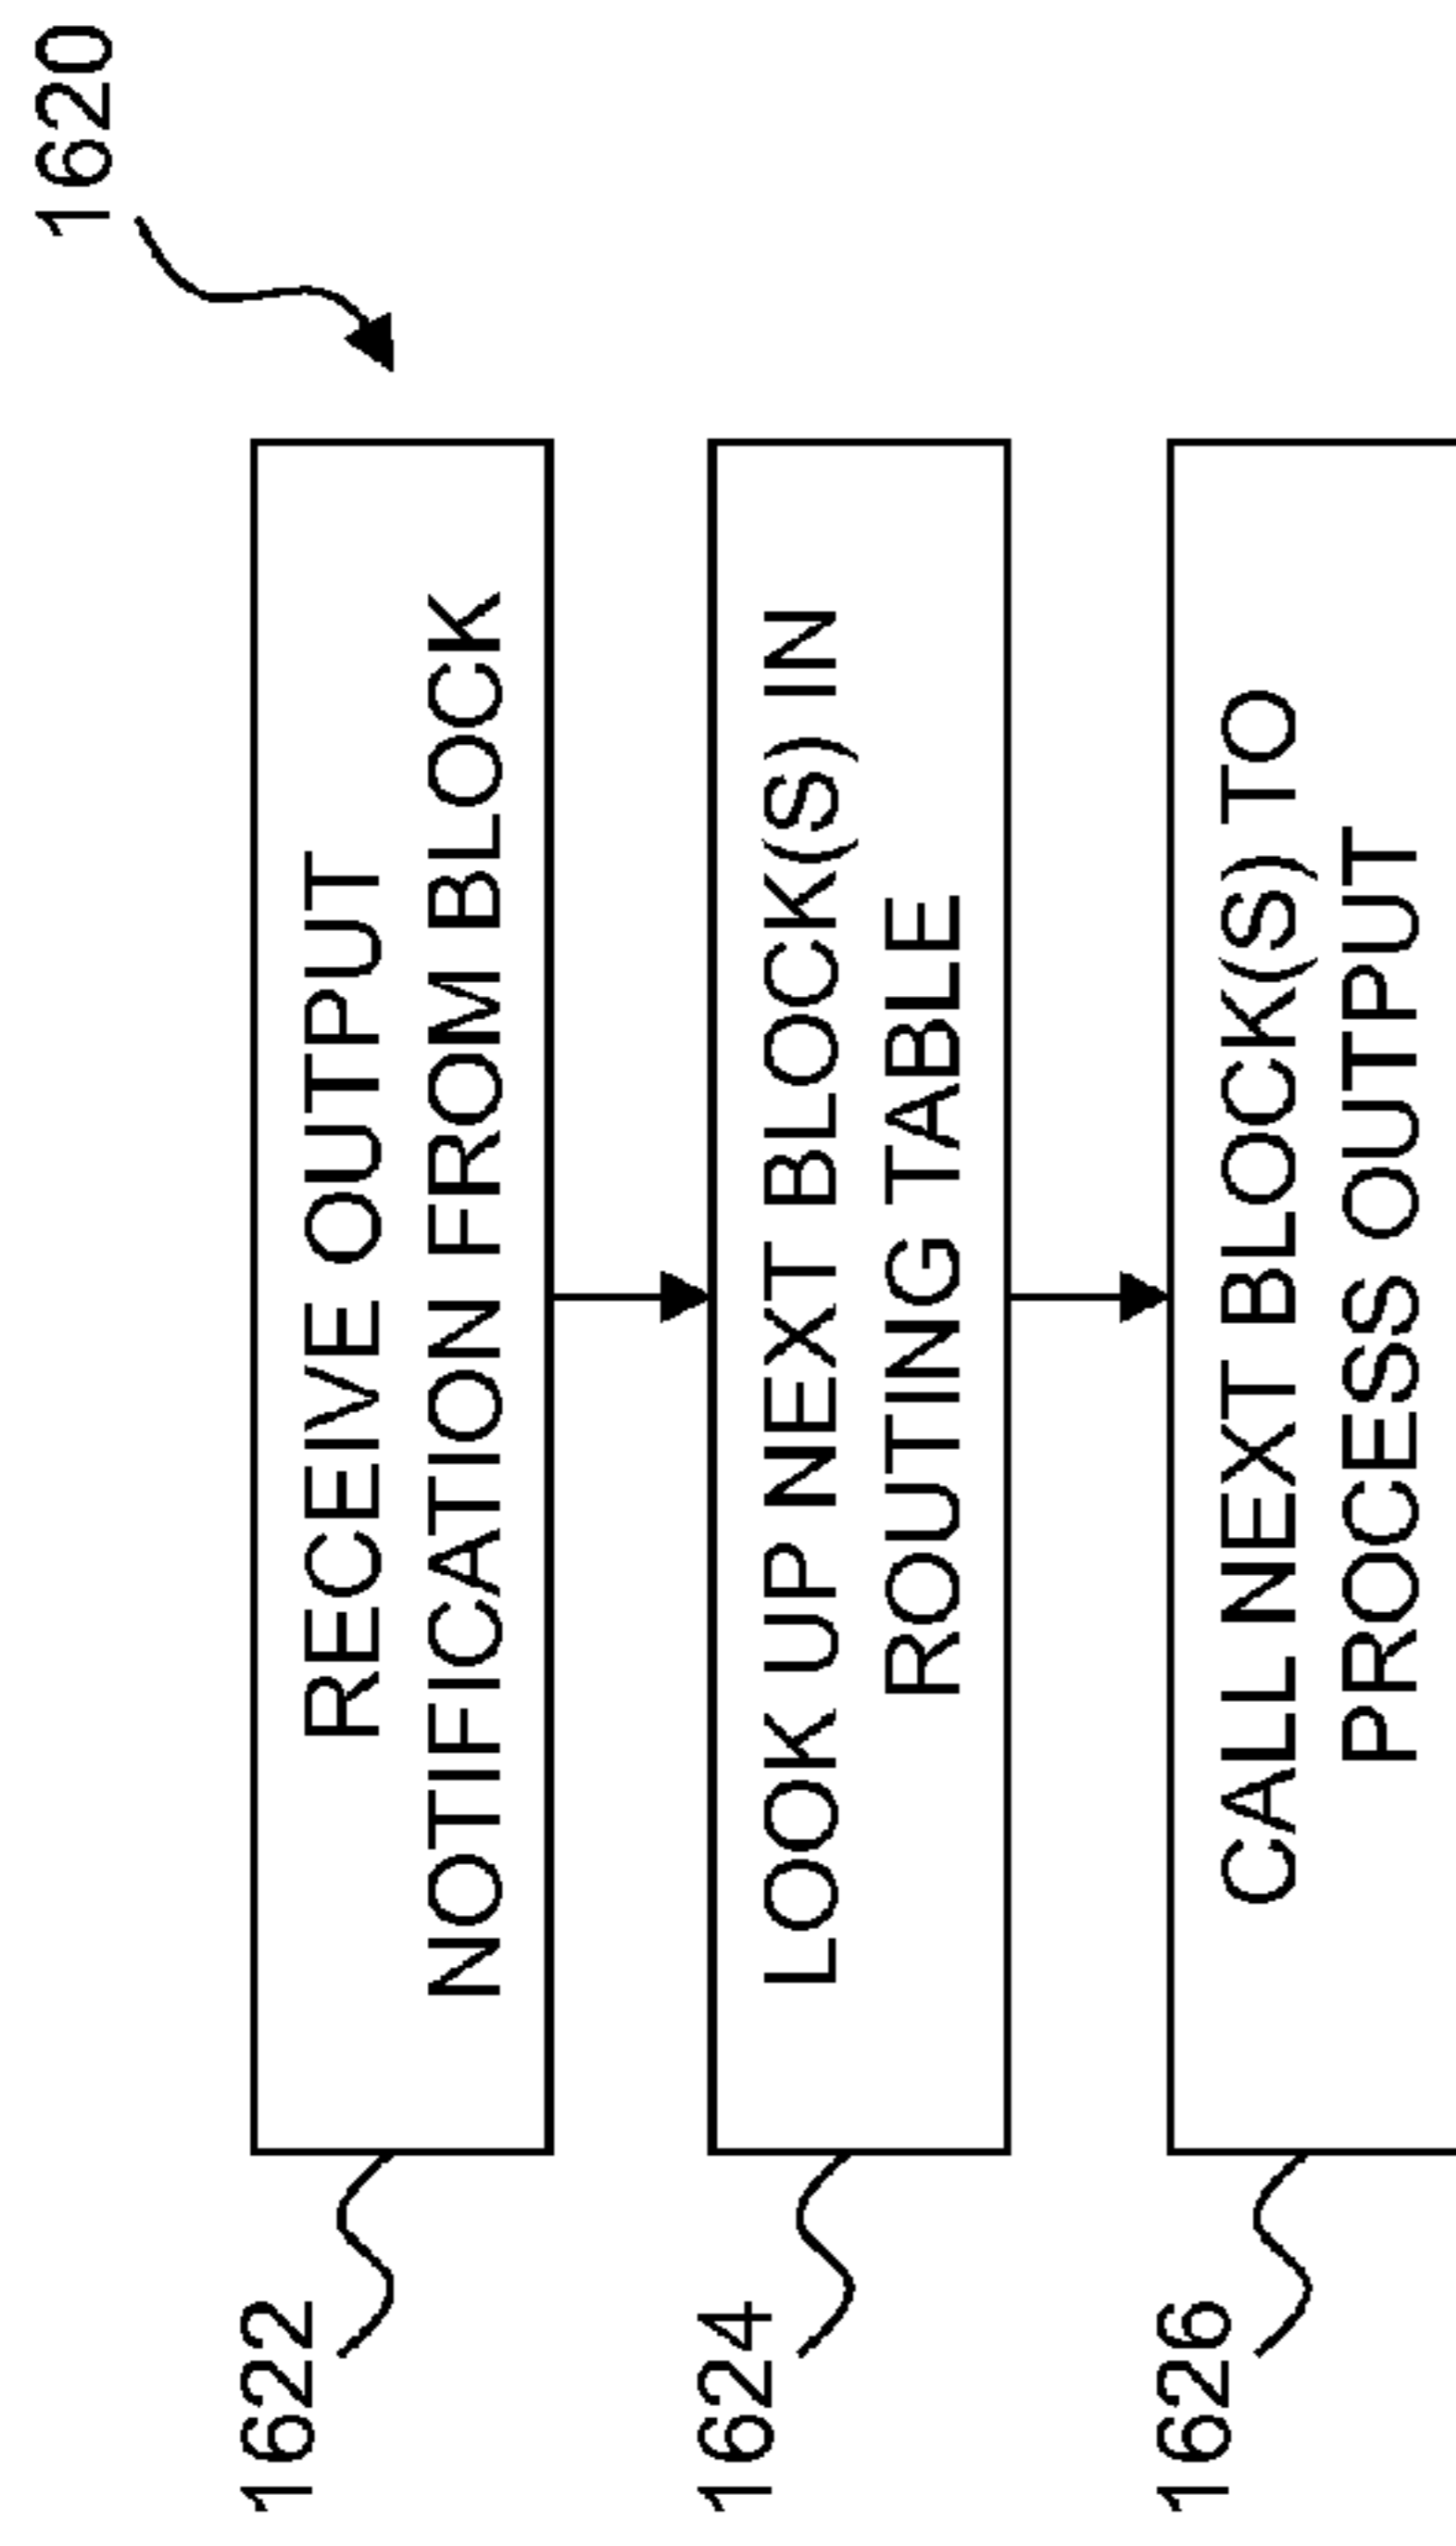 1620
RECEIVE OUTPUT
NOTIFICATION FROM BLOCK
1622
LOOK UP NEXT BLOCK(S) IN
ROUTING TABLE
1624
CALL NEXT BLOCK(S) TO
PROCESS OUTPUT
1626